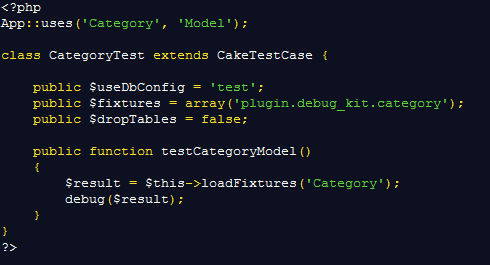 <?php
App::uses('Category', 'Model');
class CategoryTest extends CakeTestCase {
public $useDbConfig = 'test';
public $fixtures = array('plugin.debug_kit.category');
public $dropTables = false;
public function testCategoryModel()
{
$result = $this->loadFixtures('Category');
debug($result);
}
}
?>